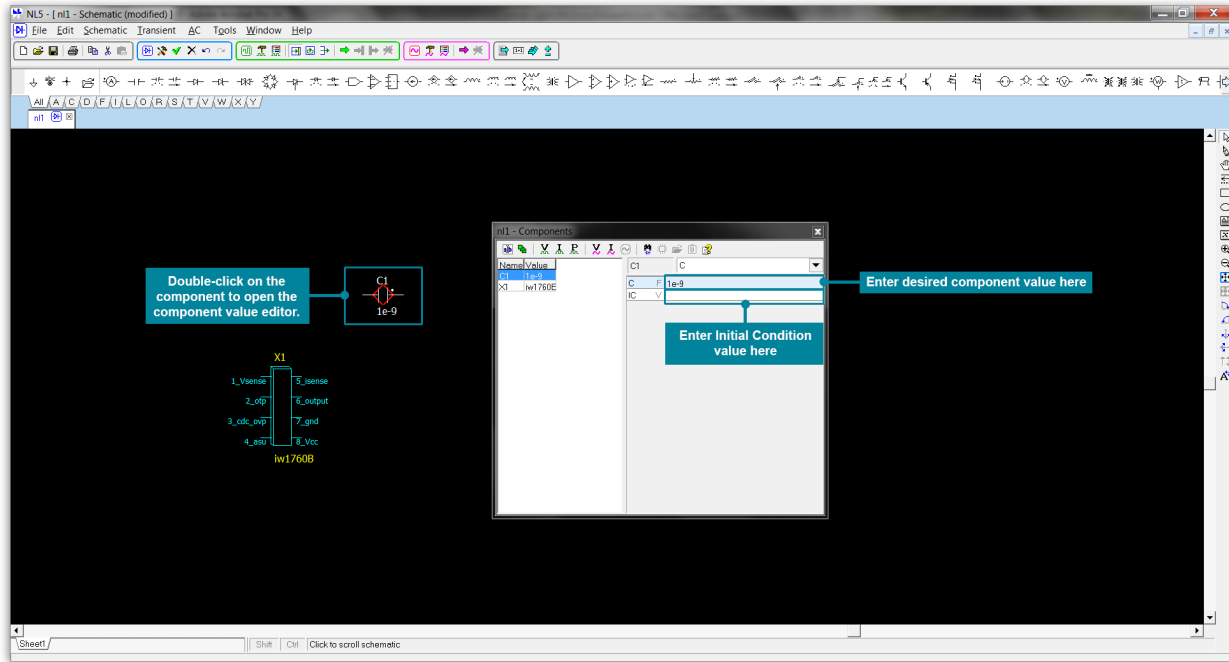 NL5 - [ nl1 - Schematic (modified) ]
File Edit Schematic Transient AC Tools Window Help
All A C D F I L O R S T V W X Y
nl1
nl1 - Components
Name Value
C1 1e-9
X1 iw1760B
C1 C
C F 1e-9
IC V
Double-click on the
component to open the
component value editor.
C1
1e-9
Enter desired component value here
Enter Initial Condition
value here
X1
1_Vsense 5_isense
2_otp 6_output
3_cdc_ovp 7_gnd
4_asu 8_Vcc
iw1760B
Sheet1 Shift Ctrl Click to scroll schematic